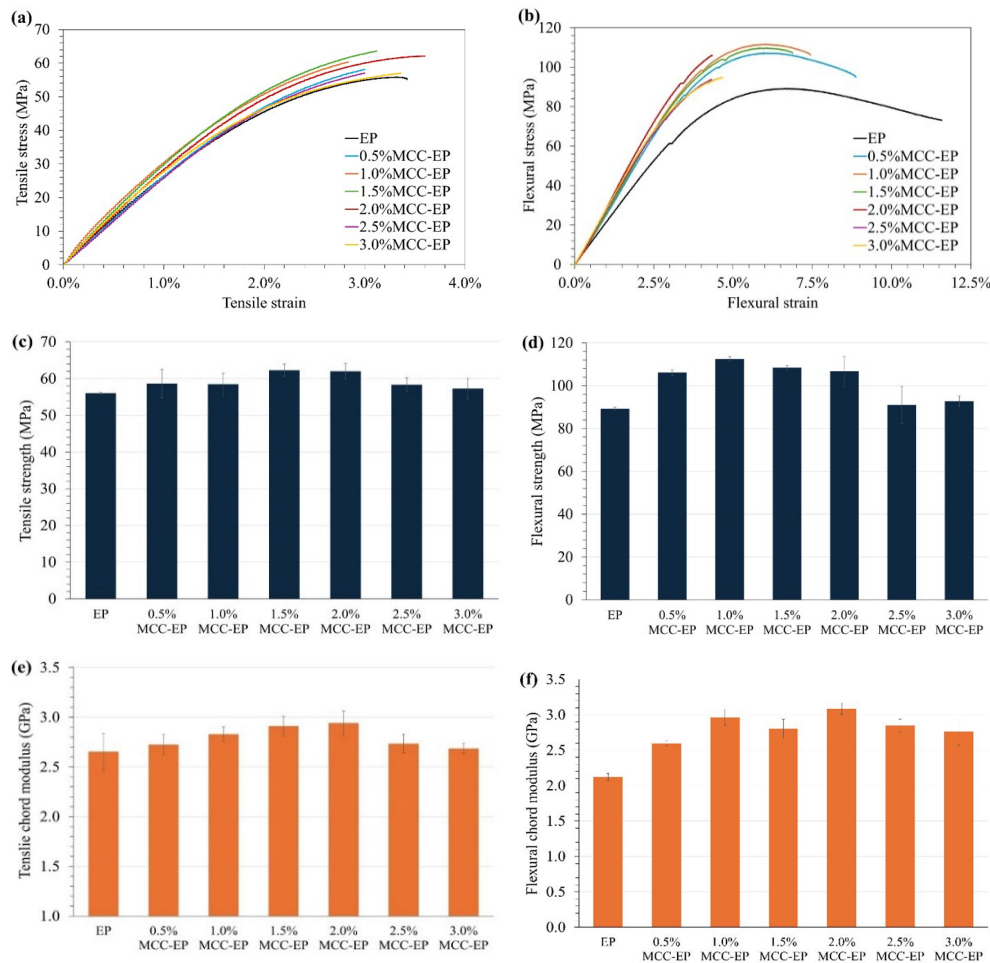 (a)
70
60
50
40
30
20
10
0
Tensile stress (MPa)
EP
0.5%MCC-EP
1.0%MCC-EP
1.5%MCC-EP
2.0%MCC-EP
2.5%MCC-EP
3.0%MCC-EP
0.0% 1.0% 2.0% 3.0% 4.0%
Tensile strain
(b)
120
100
80
60
40
20
0
Flexural stress (MPa)
EP
0.5%MCC-EP
1.0%MCC-EP
1.5%MCC-EP
2.0%MCC-EP
2.5%MCC-EP
3.0%MCC-EP
0.0% 2.5% 5.0% 7.5% 10.0% 12.5%
Flexural strain
(c)
70
60
50
40
30
20
10
0
Tensile strength (MPa)
EP 0.5% 1.0% 1.5% 2.0% 2.5% 3.0%
MCC-EP MCC-EP MCC-EP MCC-EP MCC-EP MCC-EP
(d)
120
100
80
60
40
20
0
Flexural strength (MPa)
EP 0.5% 1.0% 1.5% 2.0% 2.5% 3.0%
MCC-EP MCC-EP MCC-EP MCC-EP MCC-EP MCC-EP
(e)
3.5
3.0
2.5
2.0
1.5
1.0
Tenslie chord modulus (GPa)
EP 0.5% 1.0% 1.5% 2.0% 2.5% 3.0%
MCC-EP MCC-EP MCC-EP MCC-EP MCC-EP MCC-EP
(f)
3.5
3.0
2.5
2.0
1.5
1.0
0.5
0.0
Flexural chord modulus (GPa)
EP 0.5% 1.0% 1.5% 2.0% 2.5% 3.0%
MCC-EP MCC-EP MCC-EP MCC-EP MCC-EP MCC-EP